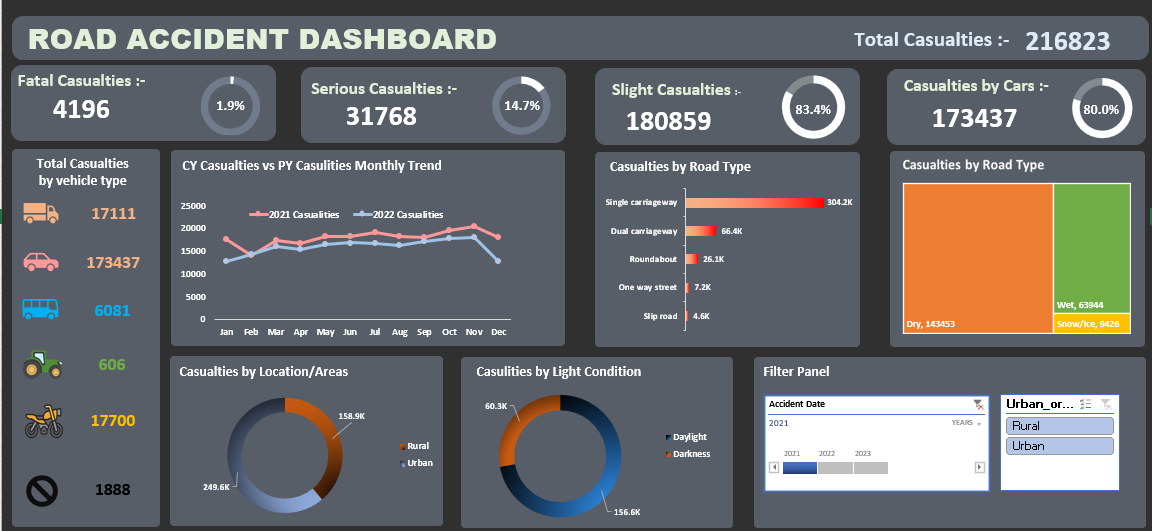 ROAD ACCIDENT DASHBOARD
Total Casualties :- 216823
Fatal Casualties :-
4196
1.9%
Serious Casualties :-
31768
14.7%
Slight Casualties :-
180859
83.4%
Casualties by Cars :-
173437
80.0%
Total Casualties
by vehicle type
17111
173437
6081
606
17700
1888
CY Casualties vs PY Casulities Monthly Trend
2021 Casualities
2022 Casualities
25000
20000
15000
10000
5000
0
Jan Feb Mar Apr May Jun Jul Aug Sep Oct Nov Dec
Casualties by Road Type
Single carriageway 304.2K
Dual carriageway 66.4K
Roundabout 26.1K
One way street 7.2K
Slip road 4.6K
Casualties by Road Type
Dry, 143453
Wet, 63944
Snow/Ice, 9426
Casualties by Location/Areas
158.9K
249.6K
Rural
Urban
Casulities by Light Condition
60.3K
156.6K
Daylight
Darkness
Filter Panel
Accident Date
2021
YEARS
2021 2022 2023
Urban_or...
Rural
Urban